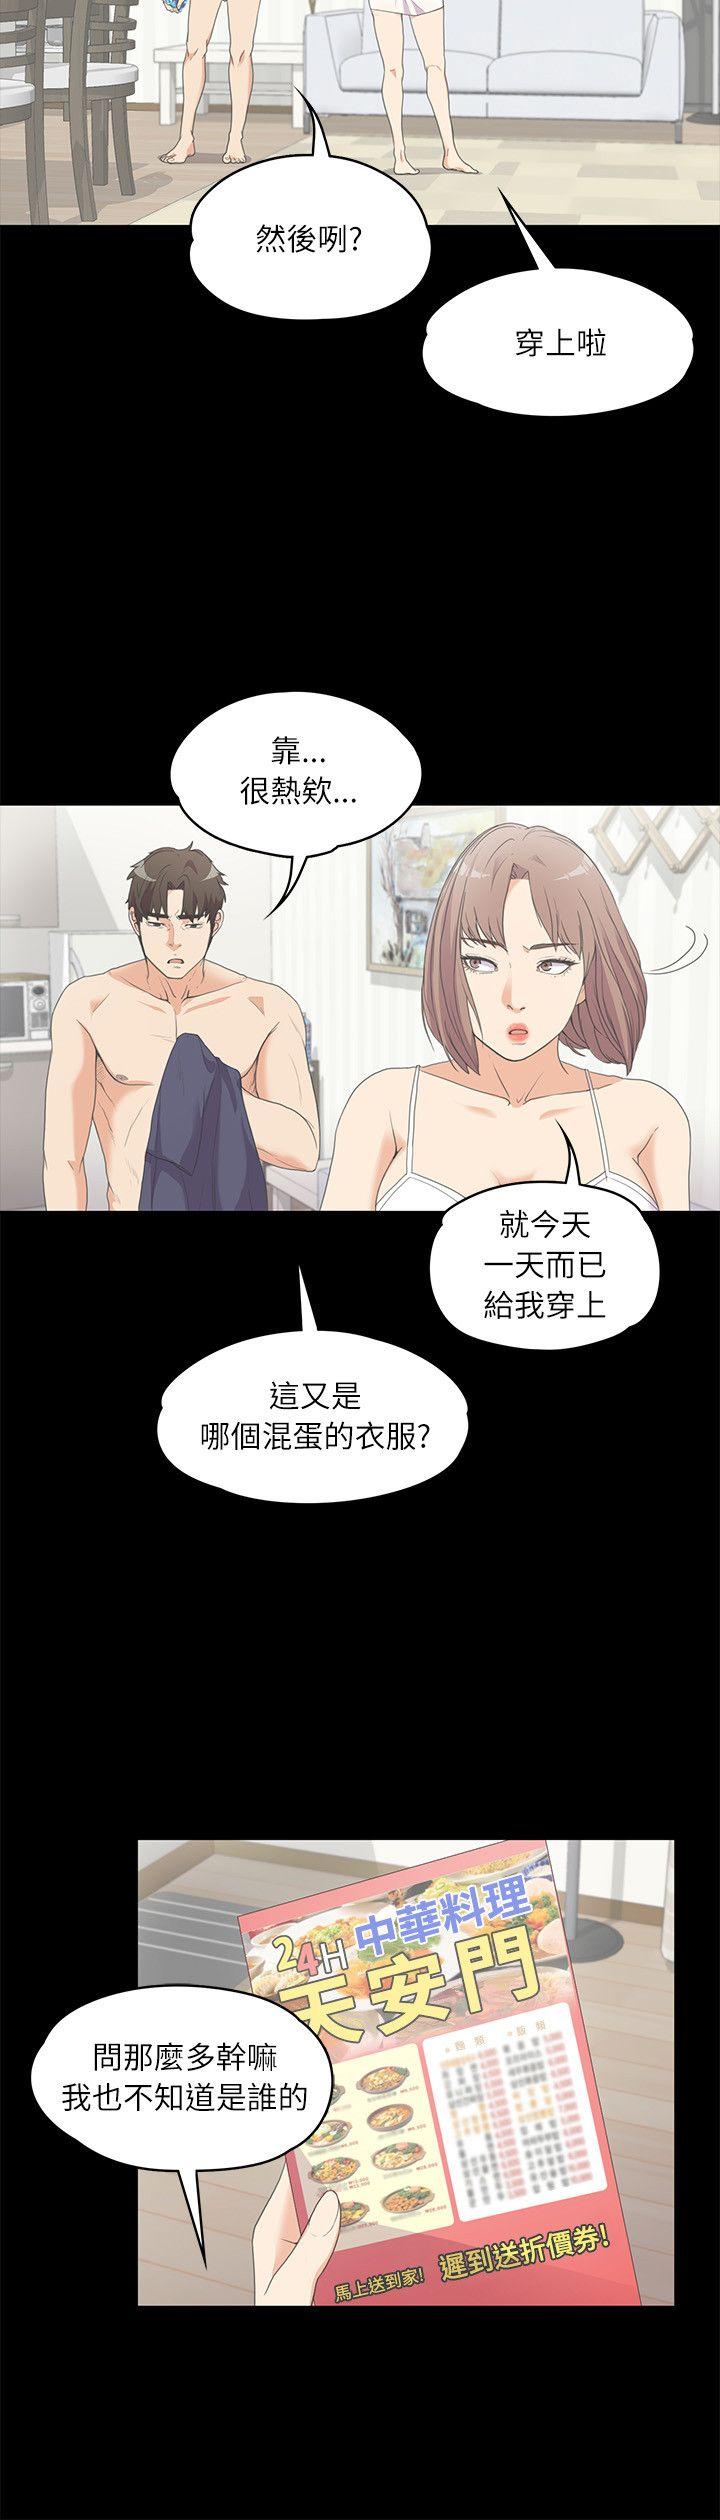 然後咧?
穿上啦
靠...
很熱欸...
就今天
一天而已
給我穿上
這又是
哪個混蛋的衣服?
24H 中華料理
天安門
麵類 飯類
問那麼多幹嘛
我也不知道是誰的
馬上送到家! 遲到送折價券!